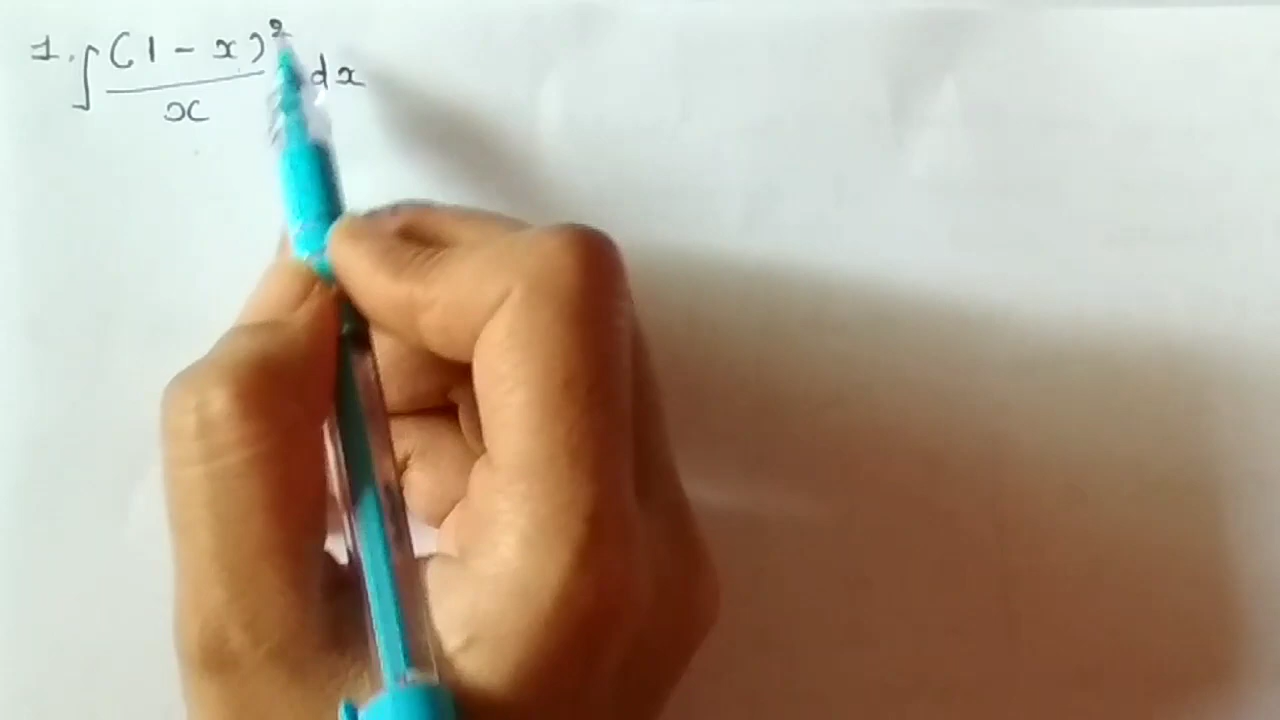 1. ∫ (1 - x)² / x dx